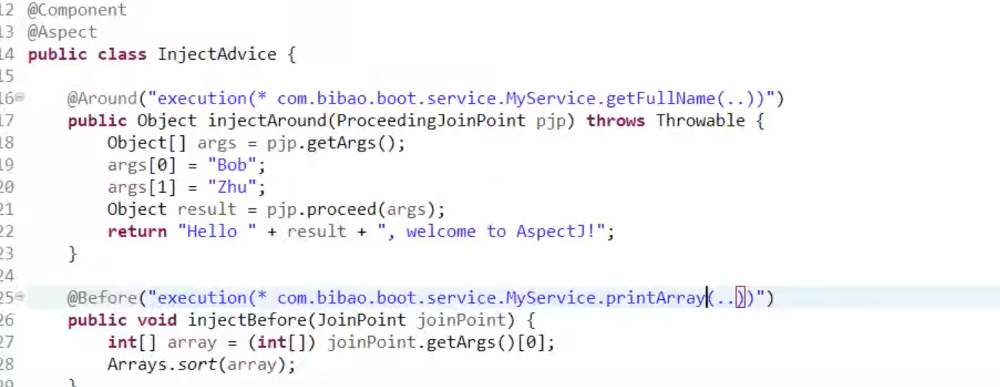 12 @Component
13 @Aspect
14 public class InjectAdvice {
15
16 @Around("execution(* com.bibao.boot.service.MyService.getFullName(..))")
17 public Object injectAround(ProceedingJoinPoint pjp) throws Throwable {
18 Object[] args = pjp.getArgs();
19 args[0] = "Bob";
20 args[1] = "Zhu";
21 Object result = pjp.proceed(args);
22 return "Hello " + result + ", welcome to AspectJ!";
23 }
24
25 @Before("execution(* com.bibao.boot.service.MyService.printArray(..))")
26 public void injectBefore(JoinPoint joinPoint) {
27 int[] array = (int[]) joinPoint.getArgs()[0];
28 Arrays.sort(array);
29 }